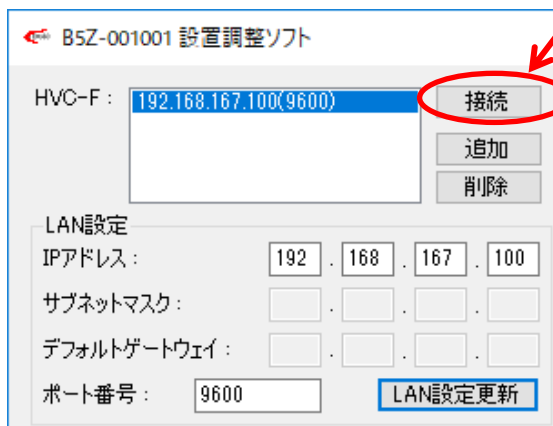 B5Z-001001 設置調整ソフト
HVC-F : 192.168.167.100(9600) 接続
追加
削除
LAN設定
IPアドレス : 192 . 168 . 167 . 100
サブネットマスク : . . .
デフォルトゲートウェイ : . . .
ポート番号 : 9600 LAN設定更新